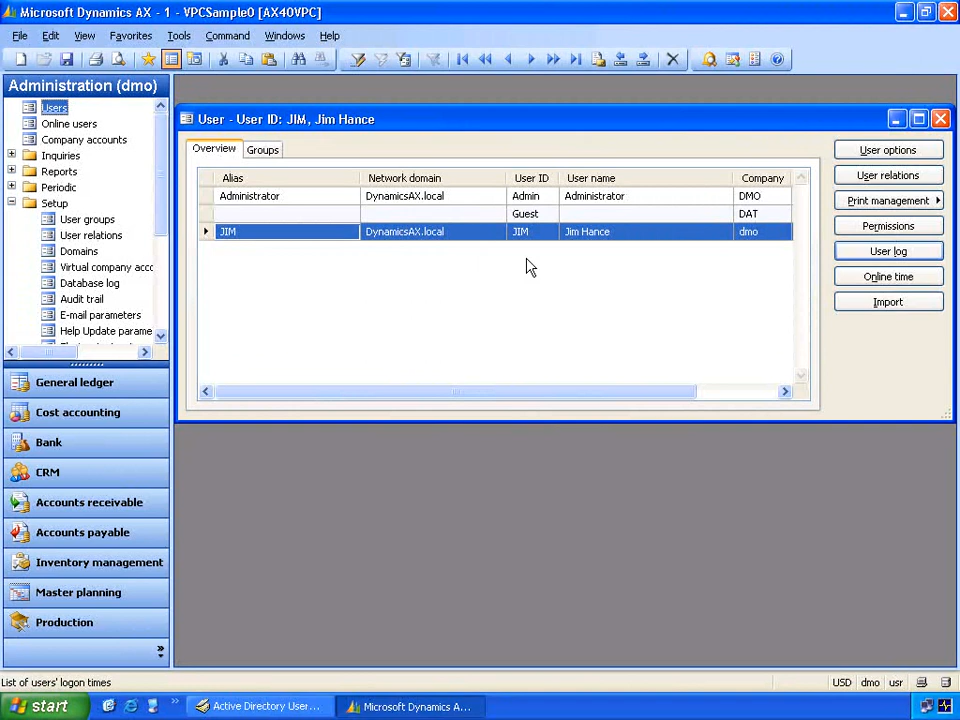 Microsoft Dynamics AX - 1 - VPCSample0 [AX40VPC]
File Edit View Favorites Tools Command Windows Help
Administration (dmo)
Users
Online users
Company accounts
Inquiries
Reports
Periodic
Setup
User groups
User relations
Domains
Virtual company acc
Database log
Audit trail
E-mail parameters
Help Update parame
General ledger
Cost accounting
Bank
CRM
Accounts receivable
Accounts payable
Inventory management
Master planning
Production
User - User ID: JIM, Jim Hance
Overview Groups
Alias Network domain User ID User name Company
Administrator DynamicsAX.local Admin Administrator DMO
Guest DAT
JIM DynamicsAX.local JIM Jim Hance dmo
User options
User relations
Print management
Permissions
User log
Online time
Import
List of users' logon times USD dmo usr
start Active Directory User... Microsoft Dynamics A...